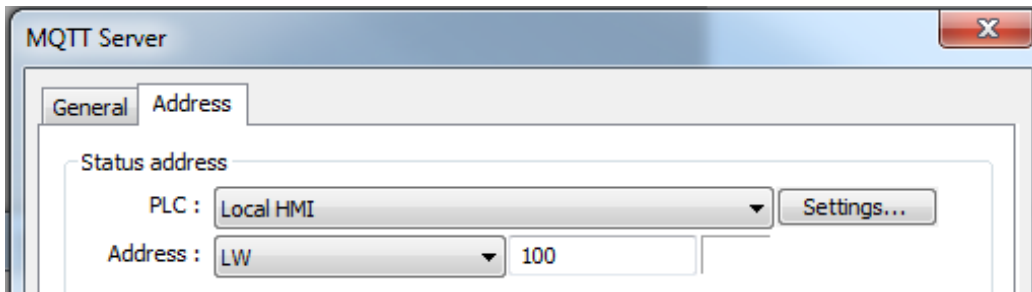 MQTT Server
General Address
Status address
PLC : Local HMI Settings...
Address : LW 100